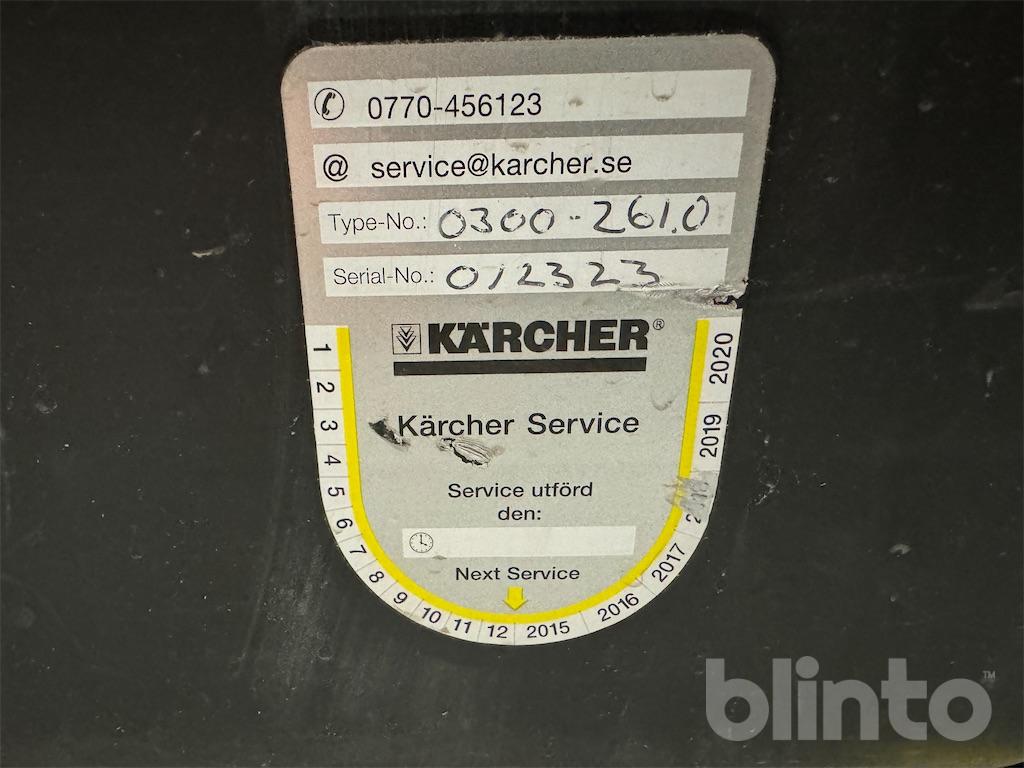 0770-456123
@ service@karcher.se
Type-No.: 0300-261.0
Serial-No.: 012323
KÄRCHER®
Kärcher Service
Service utförd
den:
Next Service
1
2
3
4
5
6
7
8
9
10
11
12
2015
2016
2017
2019
2020
blinto™